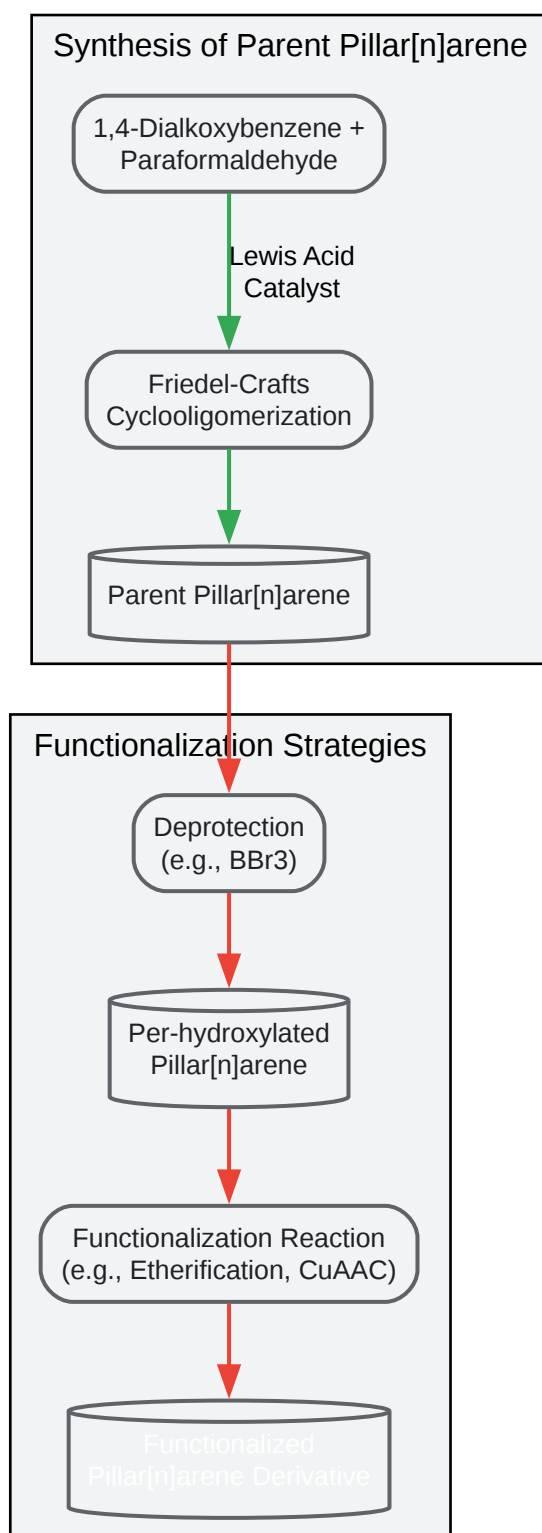 Synthesis of Parent Pillar[n]arene
1,4-Dialkoxybenzene +
Paraformaldehyde
Lewis Acid
Catalyst
Friedel-Crafts
Cyclooligomerization
Parent Pillar[n]arene
Functionalization Strategies
Deprotection
(e.g., BBr3)
Per-hydroxylated
Pillar[n]arene
Functionalization Reaction
(e.g., Etherification, CuAAC)
Functionalized
Pillar[n]arene Derivative